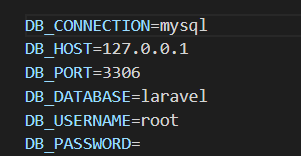 DB_CONNECTION=mysql
DB_HOST=127.0.0.1
DB_PORT=3306
DB_DATABASE=laravel
DB_USERNAME=root
DB_PASSWORD=